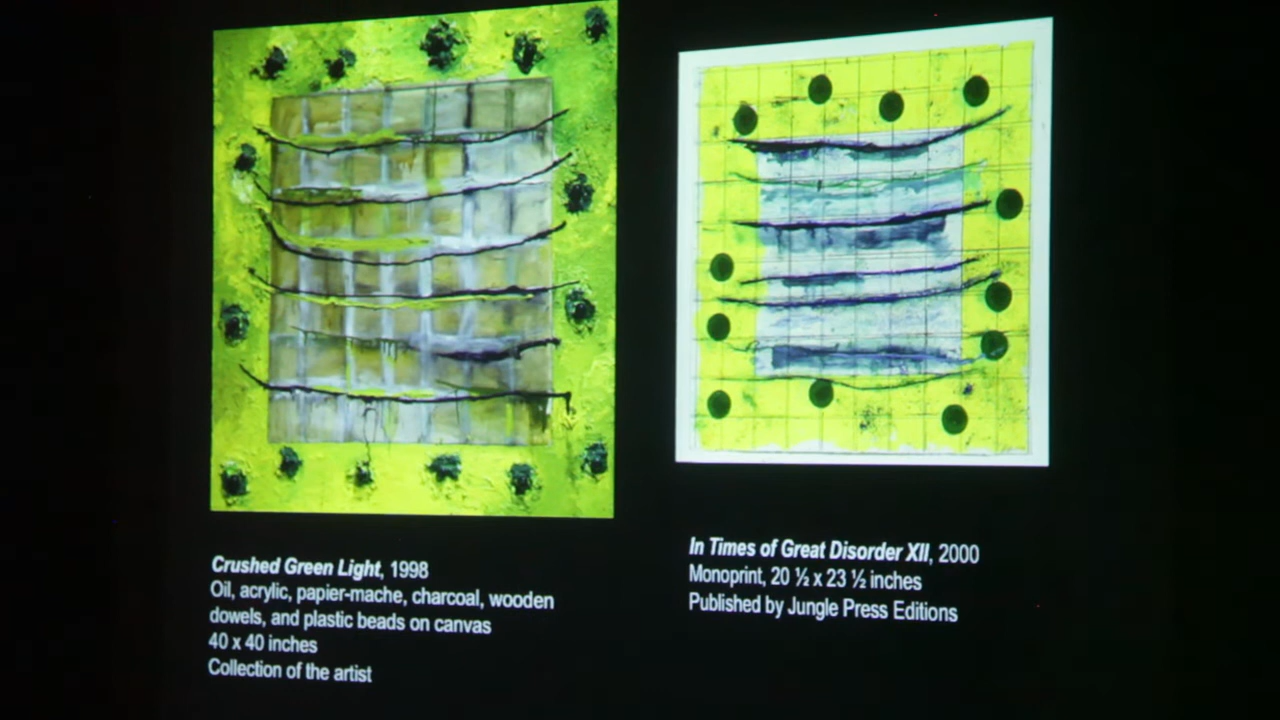 Crushed Green Light, 1998
Oil, acrylic, papier-mache, charcoal, wooden
dowels, and plastic beads on canvas
40 x 40 inches
Collection of the artist
In Times of Great Disorder XII, 2000
Monoprint, 20 ½ x 23 ½ inches
Published by Jungle Press Editions